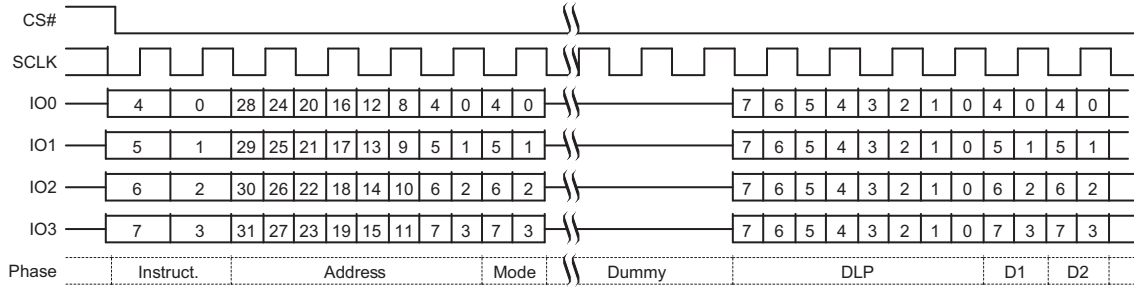 CS#
SCLK
IO0 4 0 28 24 20 16 12 8 4 0 4 0 7 6 5 4 3 2 1 0 4 0 4 0
IO1 5 1 29 25 21 17 13 9 5 1 5 1 7 6 5 4 3 2 1 0 5 1 5 1
IO2 6 2 30 26 22 18 14 10 6 2 6 2 7 6 5 4 3 2 1 0 6 2 6 2
IO3 7 3 31 27 23 19 15 11 7 3 7 3 7 6 5 4 3 2 1 0 7 3 7 3
Phase Instruct. Address Mode Dummy DLP D1 D2